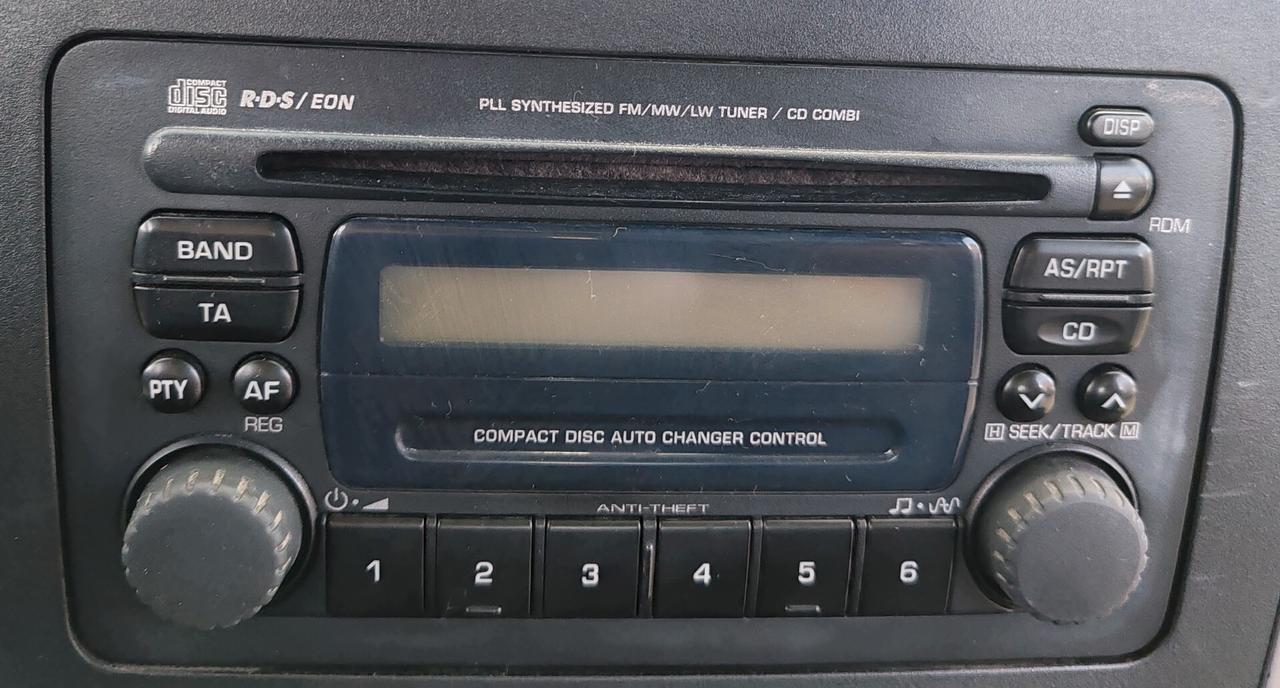 COMPACT
disc
DIGITAL AUDIO
R·D·S / EON
PLL SYNTHESIZED FM/MW/LW TUNER / CD COMBI
DISP
RDM
BAND
AS/RPT
TA
CD
PTY
AF
REG
H SEEK/TRACK M
COMPACT DISC AUTO CHANGER CONTROL
ANTI-THEFT
1
2
3
4
5
6